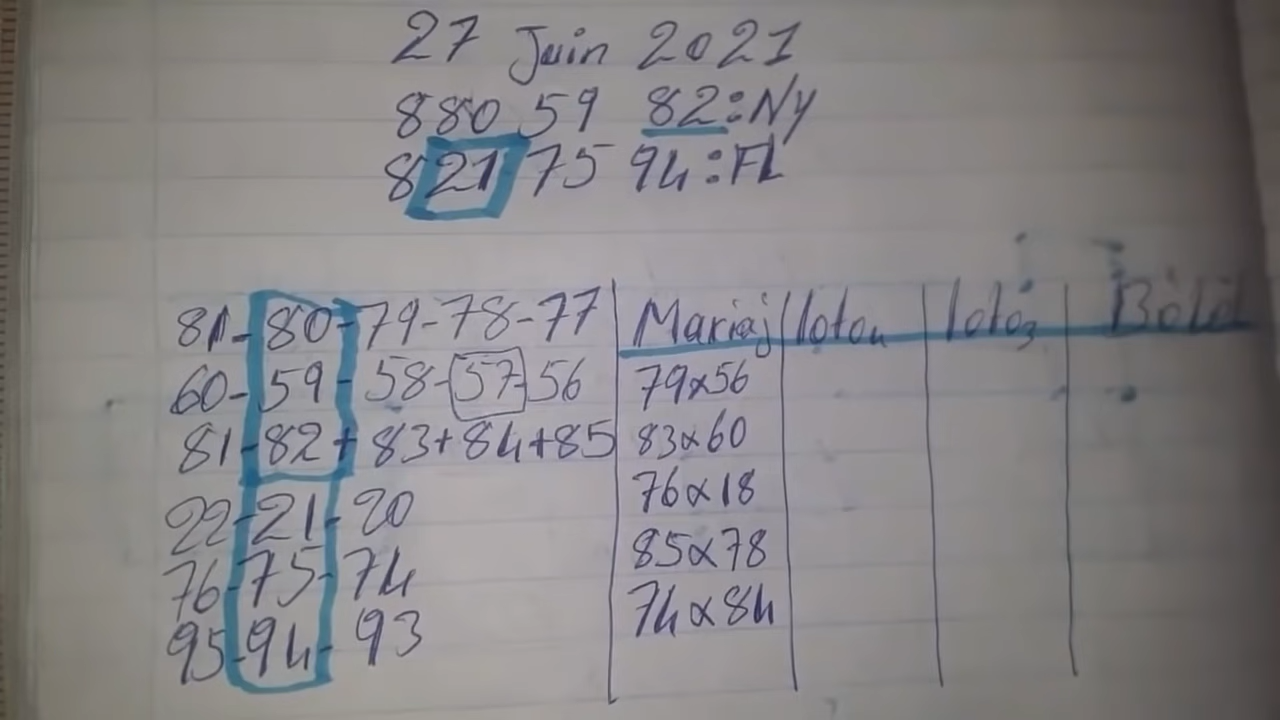 27 Juin 2021
880 59 82:Ny
821 75 94:FL
81-80-79-78-77
60-59-58-57-56
81-82+83+84+85
22-21-20
76-75-74
95-94-93
Mariaj loto4 loto3 Bòlèt
79x56
83x60
76x18
85x78
74x84